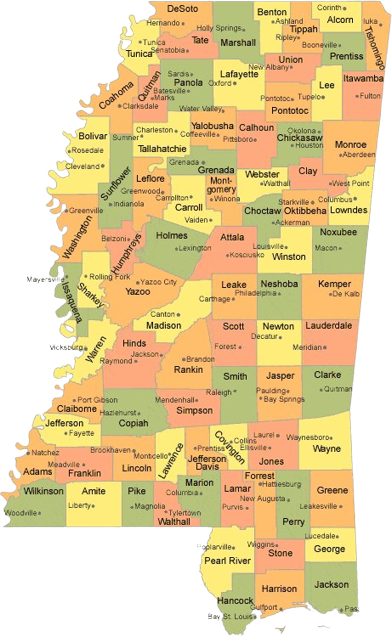 DeSoto
Hernando
Tunica
Tunica
Senatobia
Tate
Holly Springs
Marshall
Benton
Ashland
Tippah
Ripley
Corinth
Alcorn
Iuka
Tishomingo
Booneville
Prentiss
Union
New Albany
Quitman
Marks
Coahoma
Clarksdale
Sardis
Panola
Batesville
Lafayette
Oxford
Lee
Tupelo
Itawamba
Fulton
Pontotoc
Pontotoc
Water Valley
Yalobusha
Coffeeville
Calhoun
Pittsboro
Okolona
Chickasaw
Houston
Monroe
Aberdeen
Bolivar
Rosedale
Cleveland
Sumner
Charleston
Tallahatchie
Grenada
Grenada
Sunflower
Indianola
Leflore
Greenwood
Mont-
gomery
Winona
Carrollton
Carroll
Vaiden
Webster
Walthall
Clay
West Point
Choctaw
Ackerman
Starkville
Oktibbeha
Columbus
Lowndes
Greenville
Washington
Belzoni
Humphreys
Holmes
Lexington
Attala
Kosciusko
Louisville
Winston
Noxubee
Macon
Mayersville
Issaquena
Rolling Fork
Sharkey
Yazoo City
Yazoo
Leake
Carthage
Neshoba
Philadelphia
Kemper
De Kalb
Canton
Madison
Vicksburg
Warren
Hinds
Jackson
Raymond
Brandon
Rankin
Scott
Forest
Newton
Decatur
Lauderdale
Meridian
Smith
Raleigh
Jasper
Paulding
Bay Springs
Clarke
Quitman
Port Gibson
Claiborne
Hazlehurst
Copiah
Mendenhall
Simpson
Jefferson
Fayette
Natchez
Adams
Meadville
Franklin
Brookhaven
Lincoln
Monticello
Lawrence
Prentiss
Jefferson
Davis
Covington
Collins
Ellisville
Laurel
Jones
Waynesboro
Wayne
Wilkinson
Woodville
Amite
Liberty
Pike
Magnolia
Marion
Columbia
Tylertown
Walthall
Lamar
Purvis
Forrest
Hattiesburg
New Augusta
Perry
Greene
Leakesville
Poplarville
Pearl River
Wiggins
Stone
Lucedale
George
Hancock
Bay St. Louis
Harrison
Gulfport
Jackson
Pas